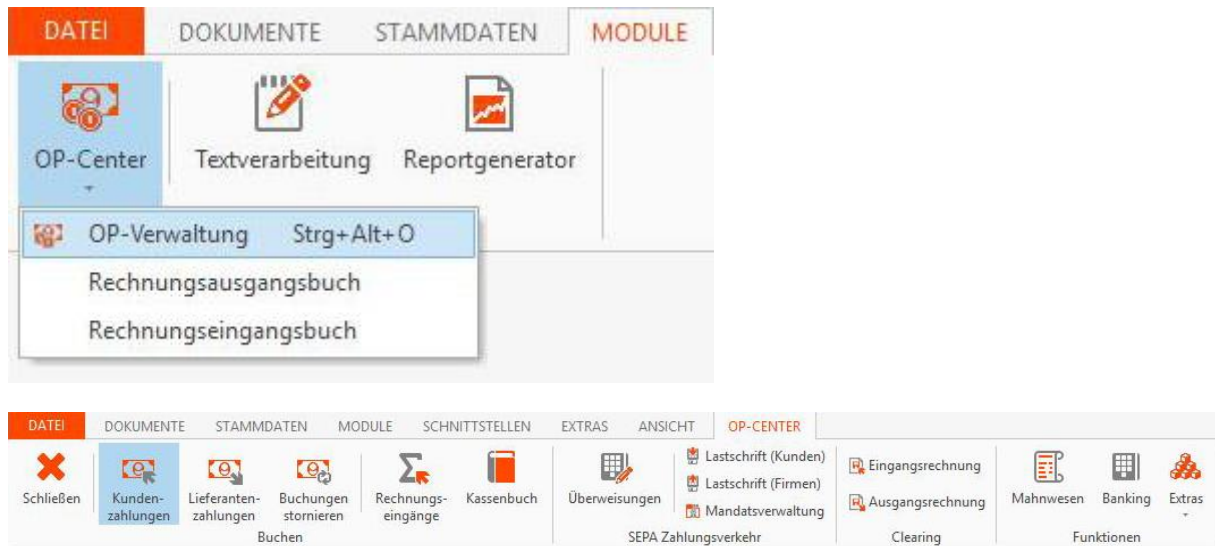 DATEI DOKUMENTE STAMMDATEN MODULE
OP-Center Textverarbeitung Reportgenerator
OP-Verwaltung Strg+Alt+O
Rechnungsausgangsbuch
Rechnungseingangsbuch
DATEI DOKUMENTE STAMMDATEN MODULE SCHNITTSTELLEN EXTRAS ANSICHT OP-CENTER
Schließen
Kunden-
zahlungen
Lieferanten-
zahlungen
Buchungen
stornieren
Rechnungs-
eingänge
Kassenbuch
Buchen
Überweisungen
Lastschrift (Kunden)
Lastschrift (Firmen)
Mandatsverwaltung
SEPA Zahlungsverkehr
Eingangsrechnung
Ausgangsrechnung
Clearing
Mahnwesen Banking Extras
Funktionen